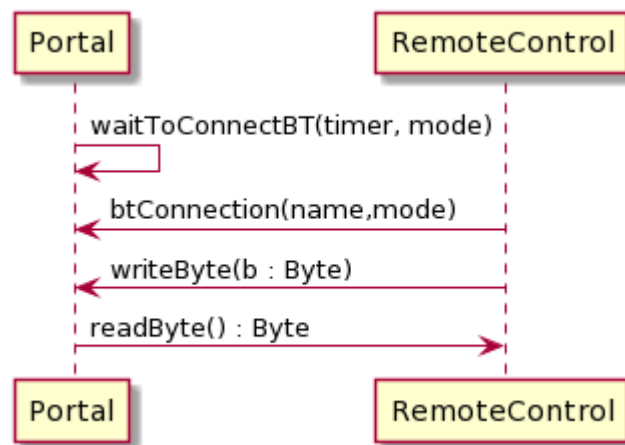 Portal
RemoteControl
waitToConnectBT(timer, mode)
btConnection(name,mode)
writeByte(b : Byte)
readByte() : Byte
Portal
RemoteControl